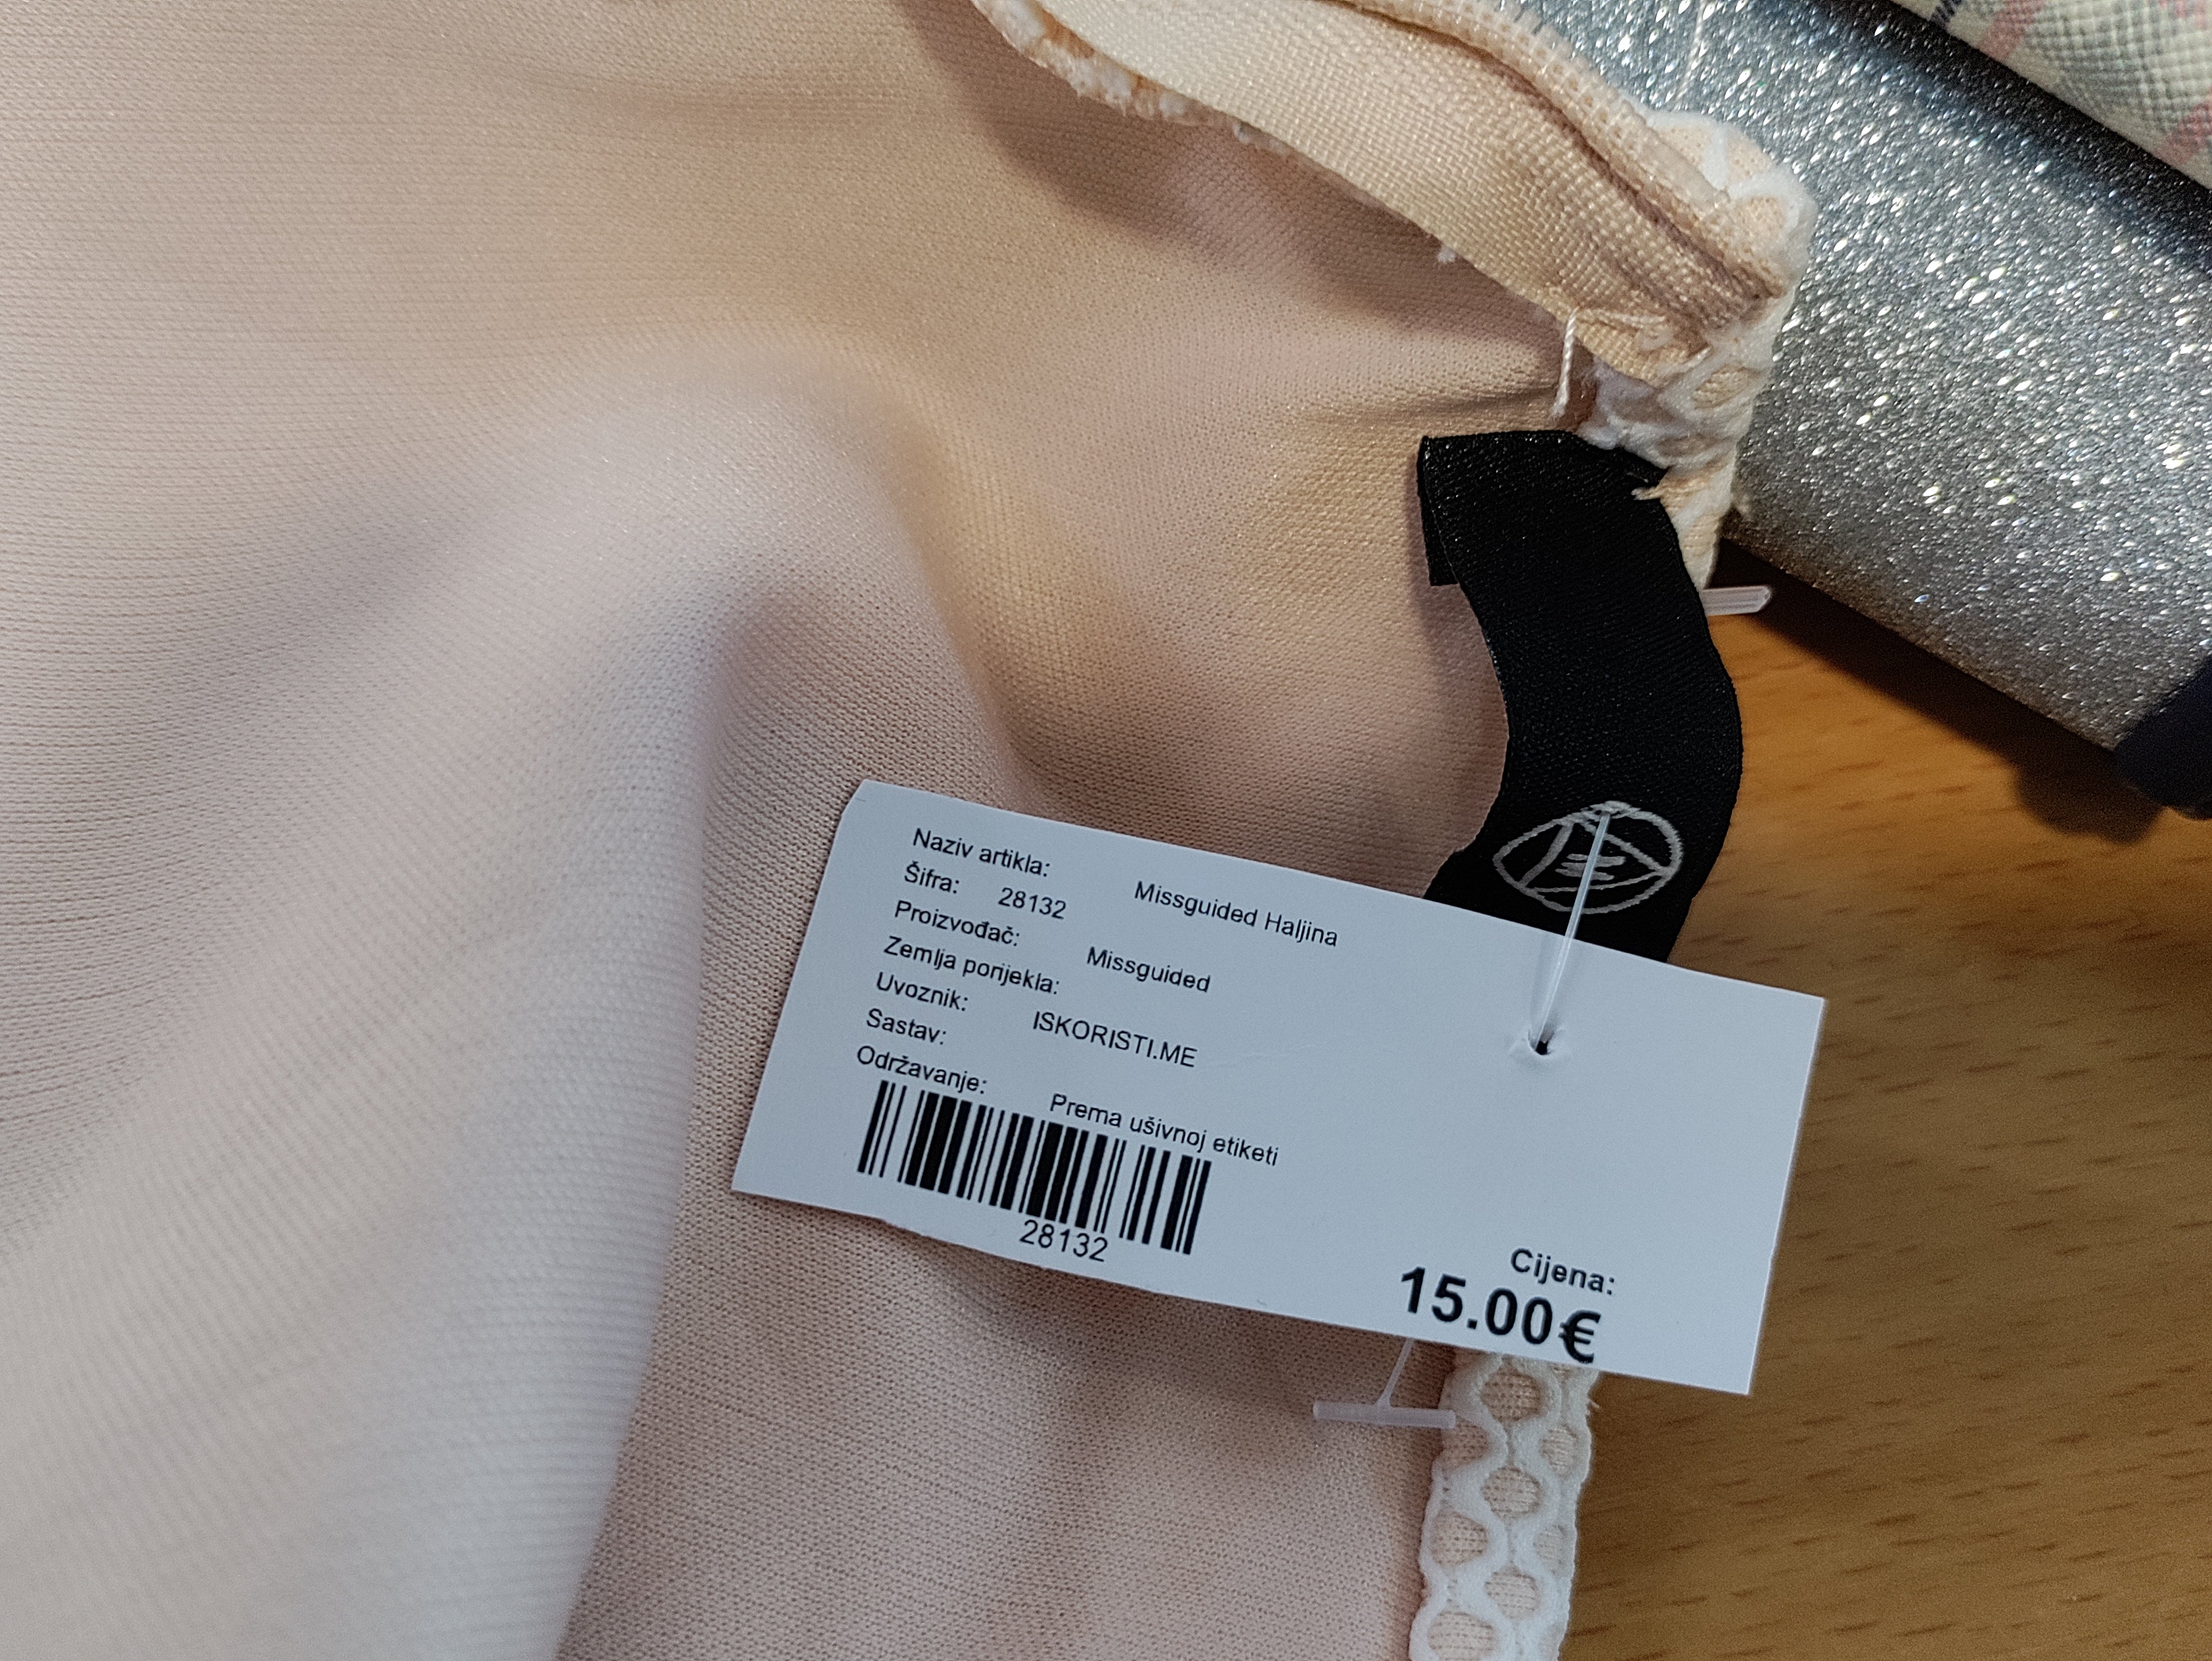 Naziv artikla: Missguided Haljina
Šifra: 28132
Proizvođač: Missguided
Zemlja porijekla:
Uvoznik: ISKORISTI.ME
Sastav:
Održavanje: Prema ušivnoj etiketi
28132
Cijena:
15.00€